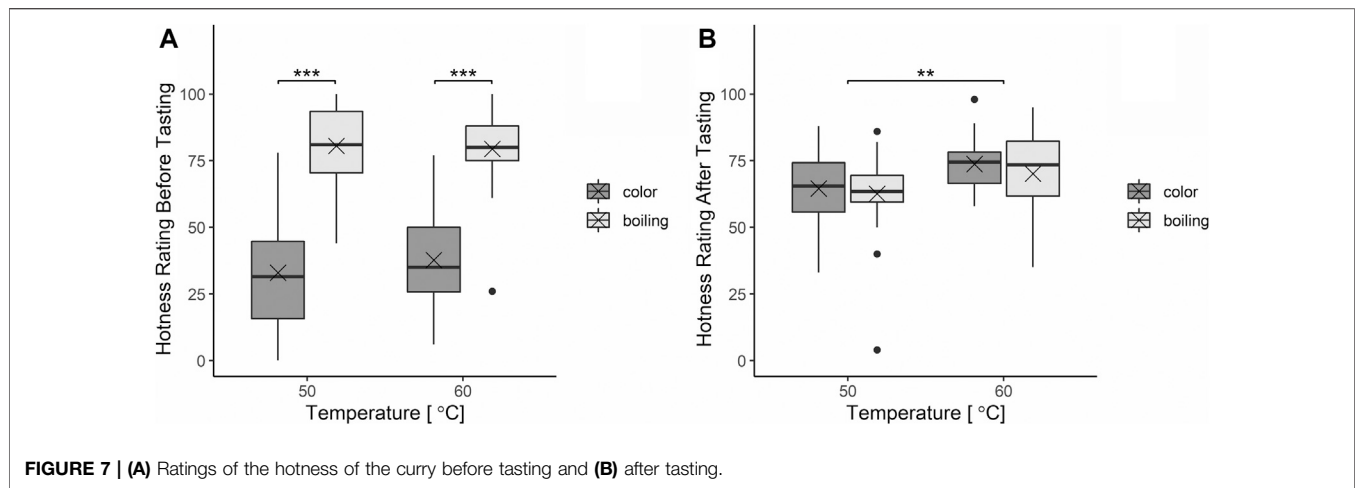 A
B
***
***
**
Hotness Rating Before Tasting
100
75
50
25
0
50
60
Temperature [ °C]
color
boiling
Hotness Rating After Tasting
100
75
50
25
0
50
60
Temperature [ °C]
color
boiling
FIGURE 7 | (A) Ratings of the hotness of the curry before tasting and (B) after tasting.